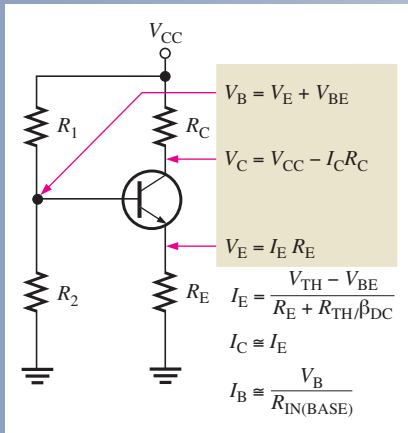 V_CC
R_1
R_C
R_2
R_E
V_B = V_E + V_BE
V_C = V_CC − I_C R_C
V_E = I_E R_E
I_E = (V_TH − V_BE) / (R_E + R_TH/β_DC)
I_C ≅ I_E
I_B ≅ V_B / R_IN(BASE)